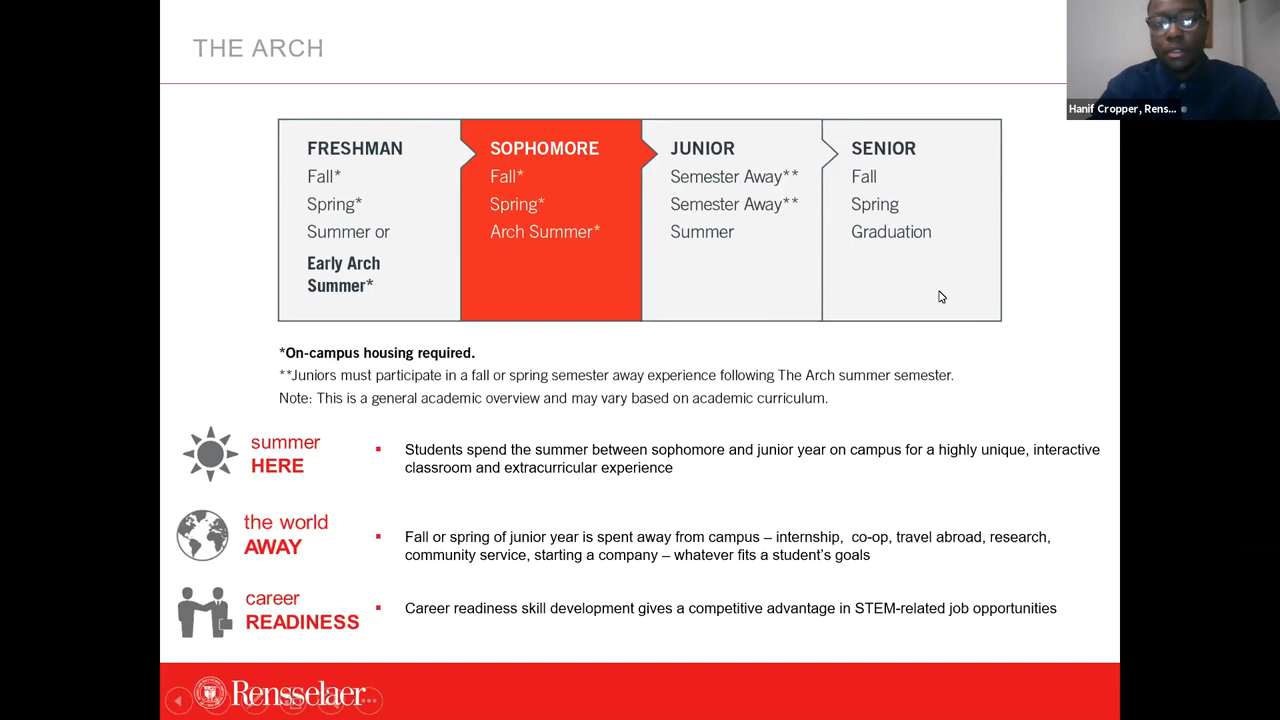 THE ARCH
Hanif Cropper, Rens...
FRESHMAN
Fall*
Spring*
Summer or
Early Arch
Summer*
SOPHOMORE
Fall*
Spring*
Arch Summer*
JUNIOR
Semester Away**
Semester Away**
Summer
SENIOR
Fall
Spring
Graduation
*On-campus housing required.
**Juniors must participate in a fall or spring semester away experience following The Arch summer semester.
Note: This is a general academic overview and may vary based on academic curriculum.
summer
HERE
▪ Students spend the summer between sophomore and junior year on campus for a highly unique, interactive
classroom and extracurricular experience
the world
AWAY
▪ Fall or spring of junior year is spent away from campus – internship, co-op, travel abroad, research,
community service, starting a company – whatever fits a student's goals
career
READINESS
▪ Career readiness skill development gives a competitive advantage in STEM-related job opportunities
Rensselaer